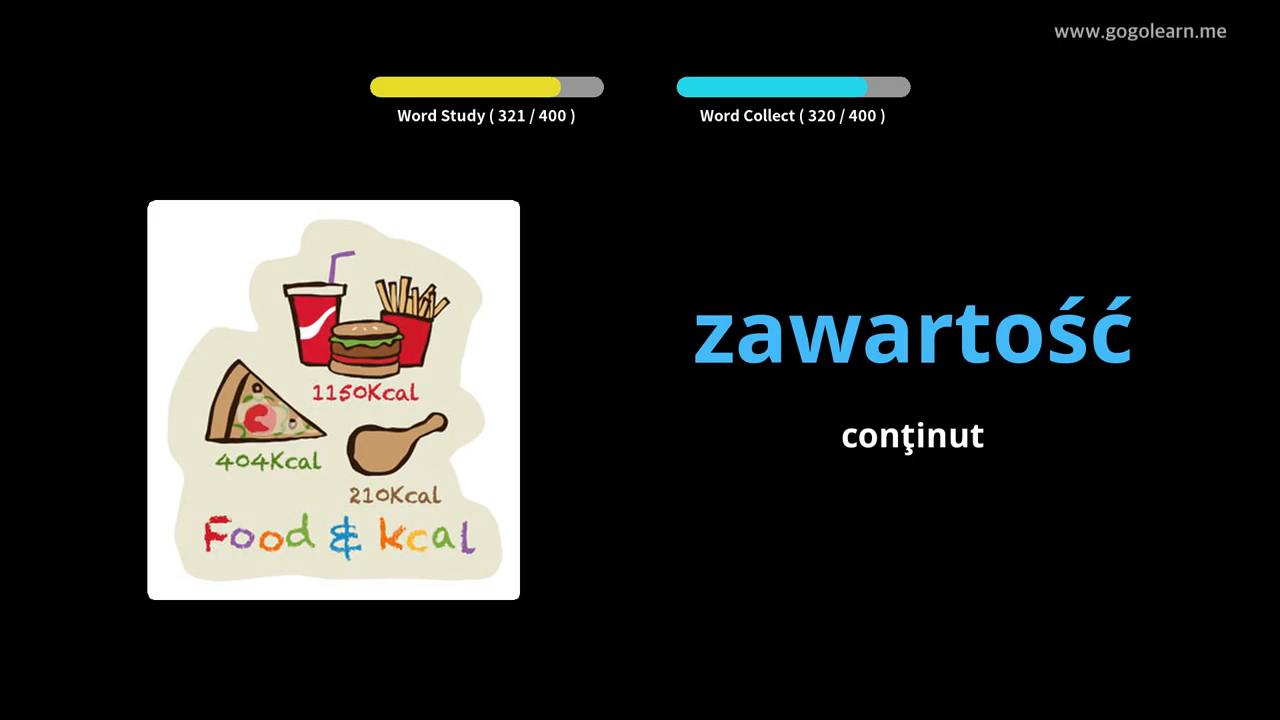 www.gogolearn.me
Word Study ( 321 / 400 )
Word Collect ( 320 / 400 )
1150Kcal
404Kcal
210Kcal
Food & kcal
zawartość
conţinut